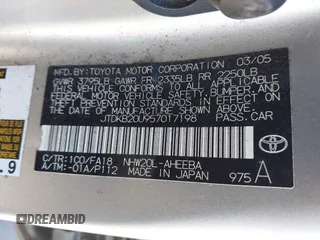 MFD BY: TOYOTA MOTOR CORPORATION 03/05
GVWR 3795LB GAWR FR 2335LB RR 2250LB
THIS VEHICLE CONFORMS TO ALL APPLICABLE
FEDERAL MOTOR VEHICLE SAFETY, BUMPER, AND
THEFT PREVENTION STANDARDS IN EFFECT ON
THE DATE OF MANUFACTURE SHOWN ABOVE.
JTDKB20U957017198 PASS.CAR
C/TR:1C0/FA18 NHW20L-AHEEBA
A/TM:-01A/P112 MADE IN JAPAN 975 A
TOYOTA
.9
DREAMBID